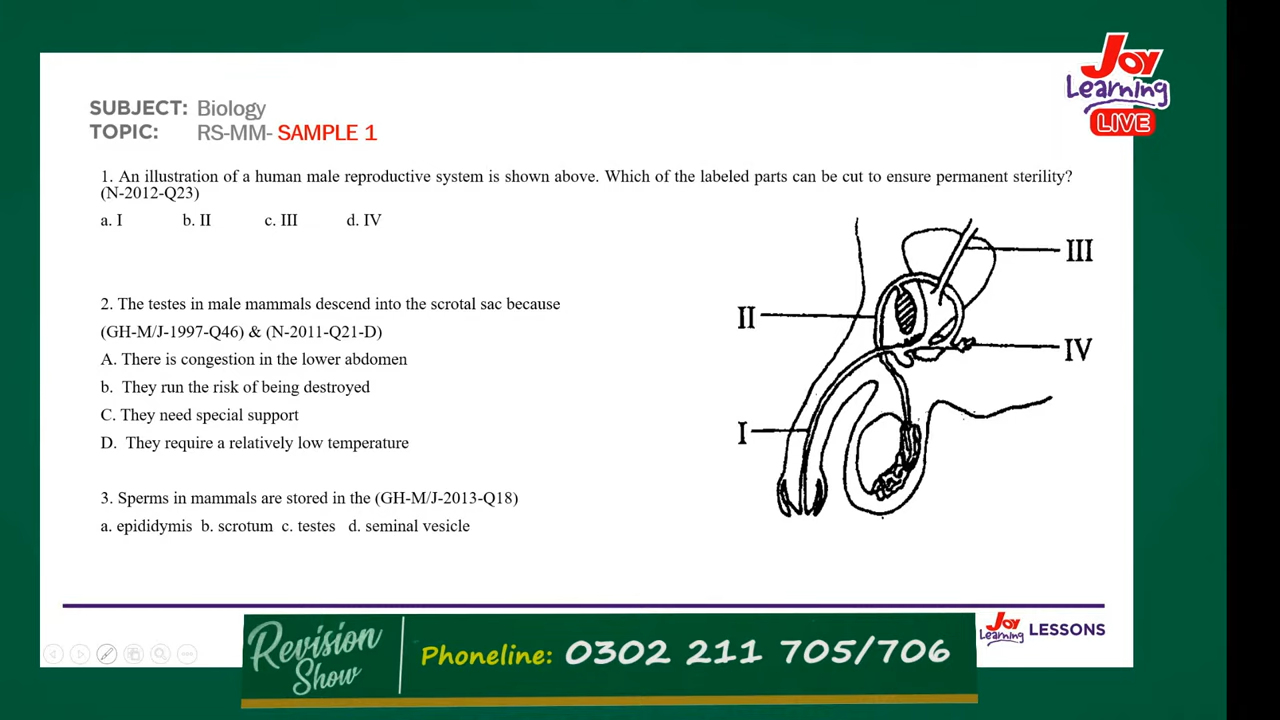 Joy
Learning
LIVE
SUBJECT: Biology
TOPIC: RS-MM- SAMPLE 1
1. An illustration of a human male reproductive system is shown above. Which of the labeled parts can be cut to ensure permanent sterility?
(N-2012-Q23)
a. I b. II c. III d. IV
2. The testes in male mammals descend into the scrotal sac because
(GH-M/J-1997-Q46) & (N-2011-Q21-D)
A. There is congestion in the lower abdomen
b. They run the risk of being destroyed
C. They need special support
D. They require a relatively low temperature
3. Sperms in mammals are stored in the (GH-M/J-2013-Q18)
a. epididymis b. scrotum c. testes d. seminal vesicle
III
II
IV
I
Revision
Show
Phoneline: 0302 211 705/706
Joy
Learning LESSONS